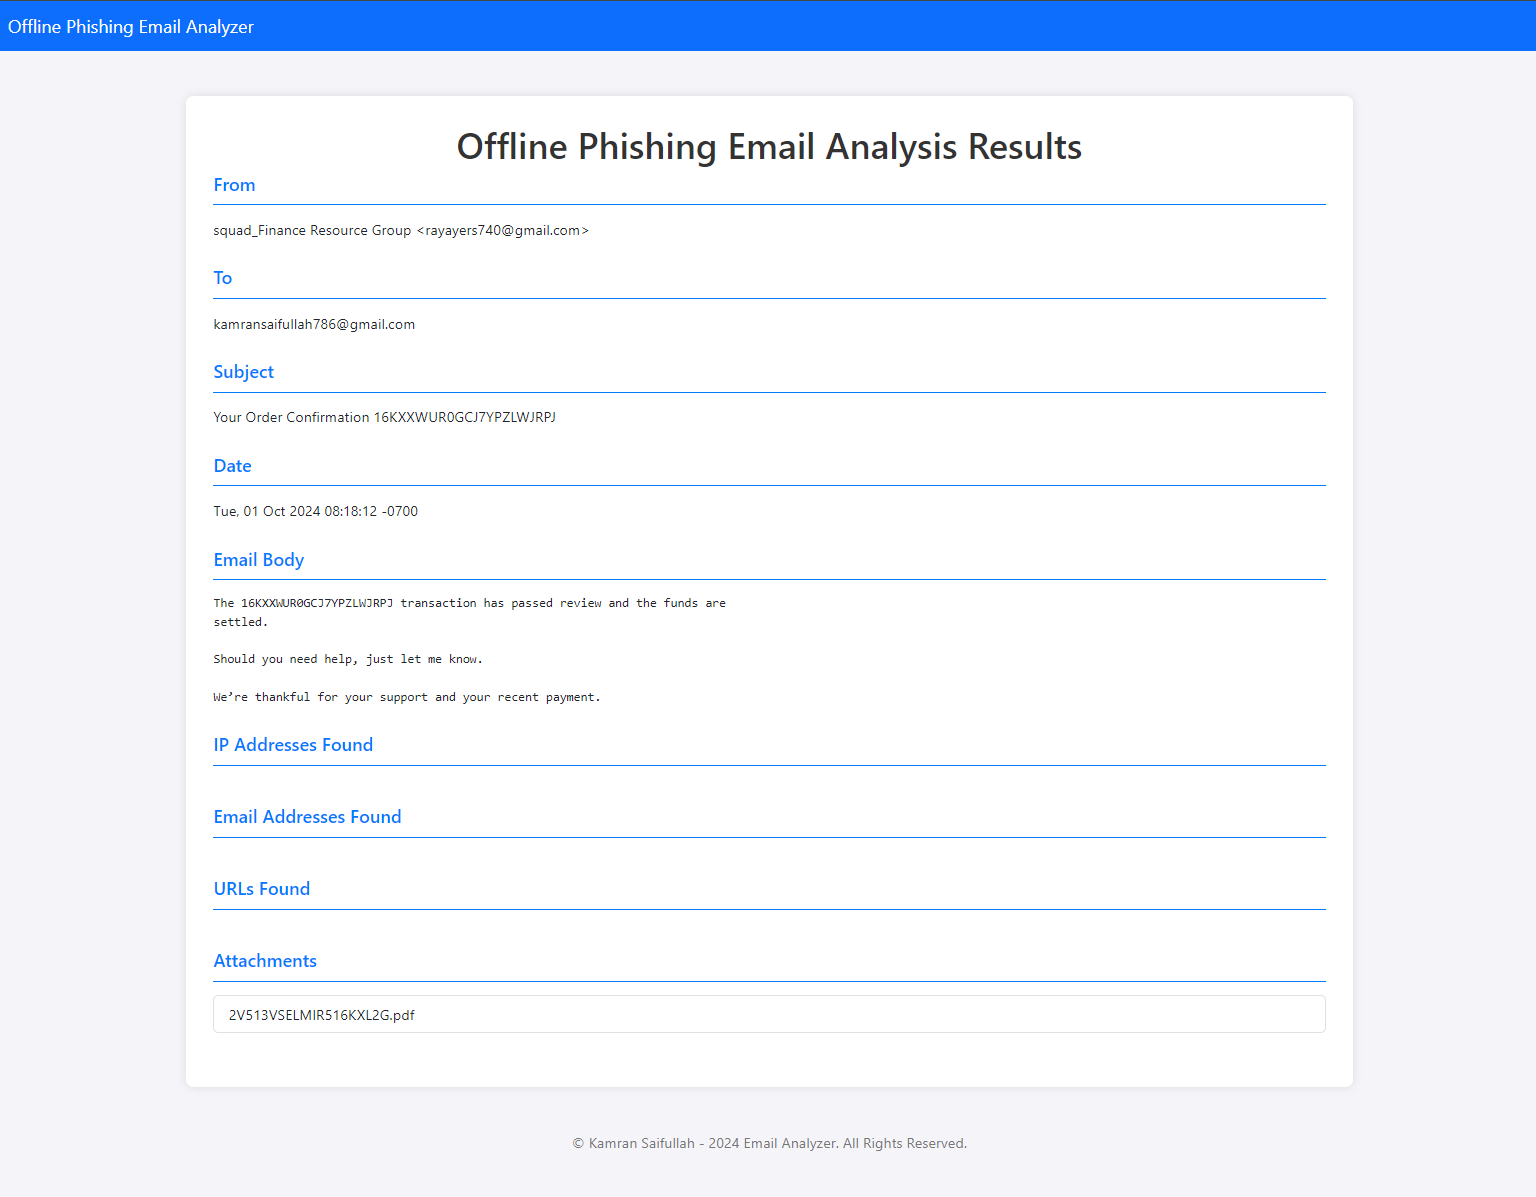 Offline Phishing Email Analyzer
Offline Phishing Email Analysis Results
From
squad_Finance Resource Group <rayayers740@gmail.com>
To
kamransaifullah786@gmail.com
Subject
Your Order Confirmation 16KXXWUR0GCJ7YPZLWJRPJ
Date
Tue, 01 Oct 2024 08:18:12 -0700
Email Body
The 16KXXWUR0GCJ7YPZLWJRPJ transaction has passed review and the funds are
settled.
Should you need help, just let me know.
We’re thankful for your support and your recent payment.
IP Addresses Found
Email Addresses Found
URLs Found
Attachments
2V513VSELMIR516KXL2G.pdf
© Kamran Saifullah - 2024 Email Analyzer. All Rights Reserved.